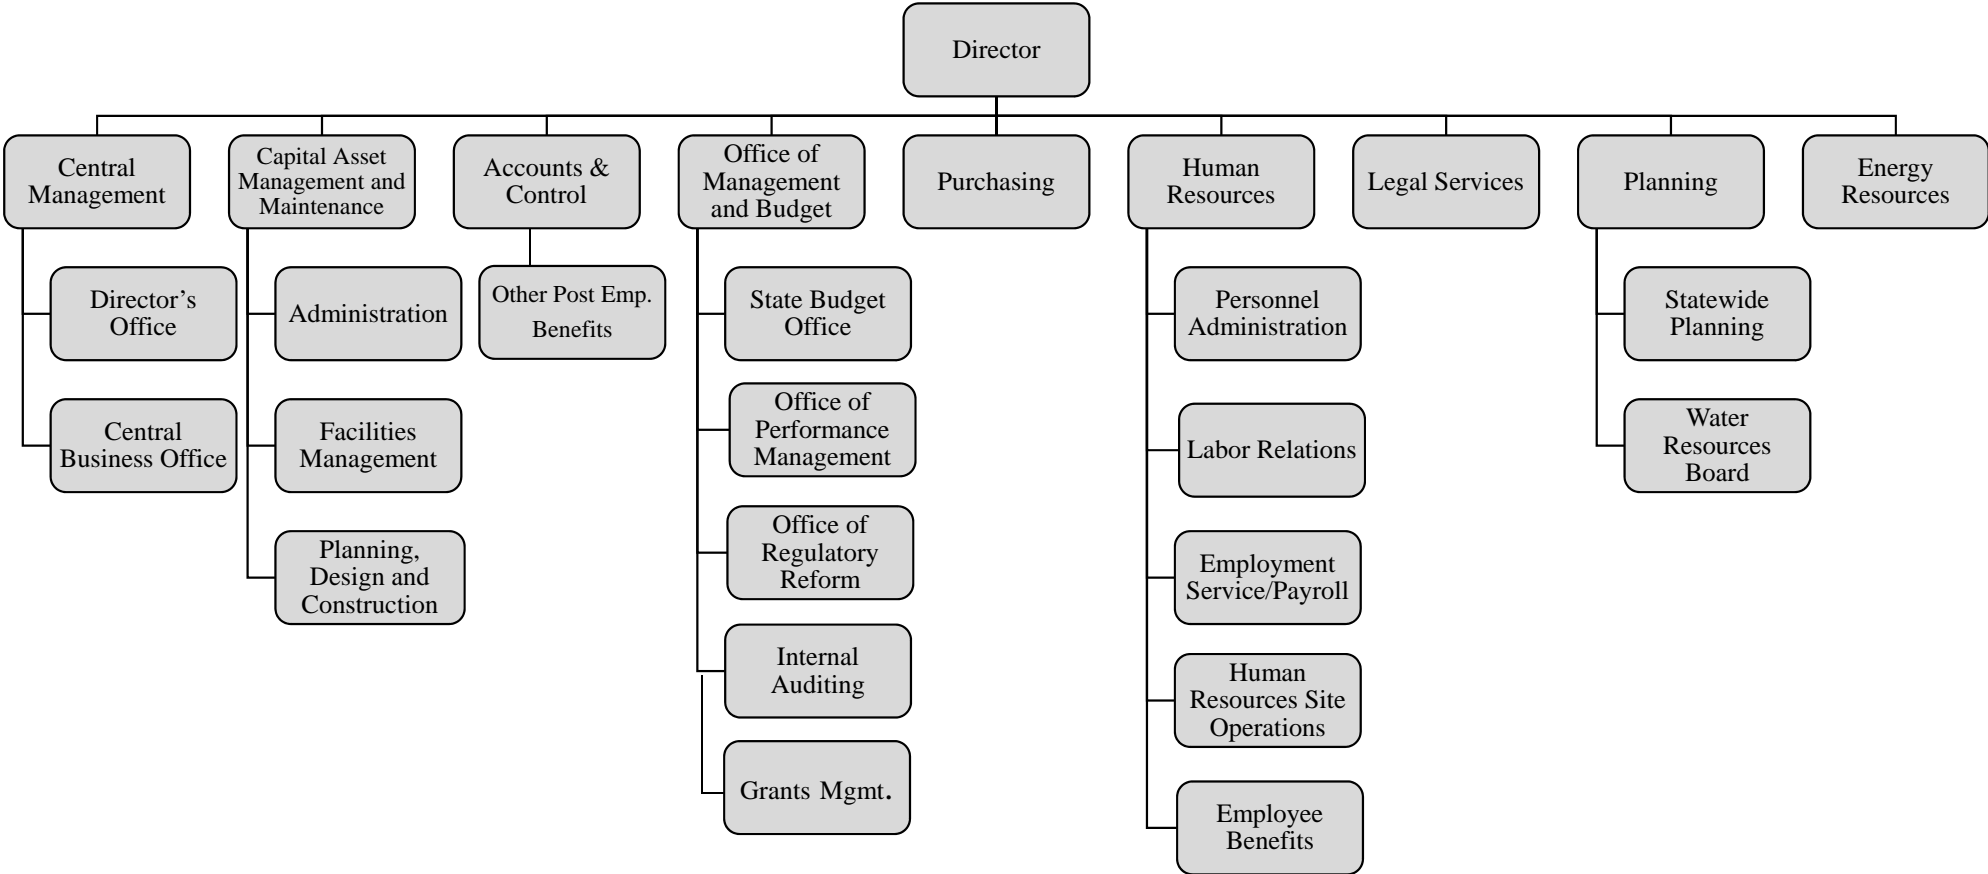 Director
Central
Management
Capital Asset
Management and
Maintenance
Accounts &
Control
Office of
Management
and Budget
Purchasing
Human
Resources
Legal Services
Planning
Energy
Resources
Director’s
Office
Central
Business Office
Administration
Facilities
Management
Planning,
Design and
Construction
Other Post Emp.
Benefits
State Budget
Office
Office of
Performance
Management
Office of
Regulatory
Reform
Internal
Auditing
Grants Mgmt.
Personnel
Administration
Labor Relations
Employment
Service/Payroll
Human
Resources Site
Operations
Employee
Benefits
Statewide
Planning
Water
Resources
Board